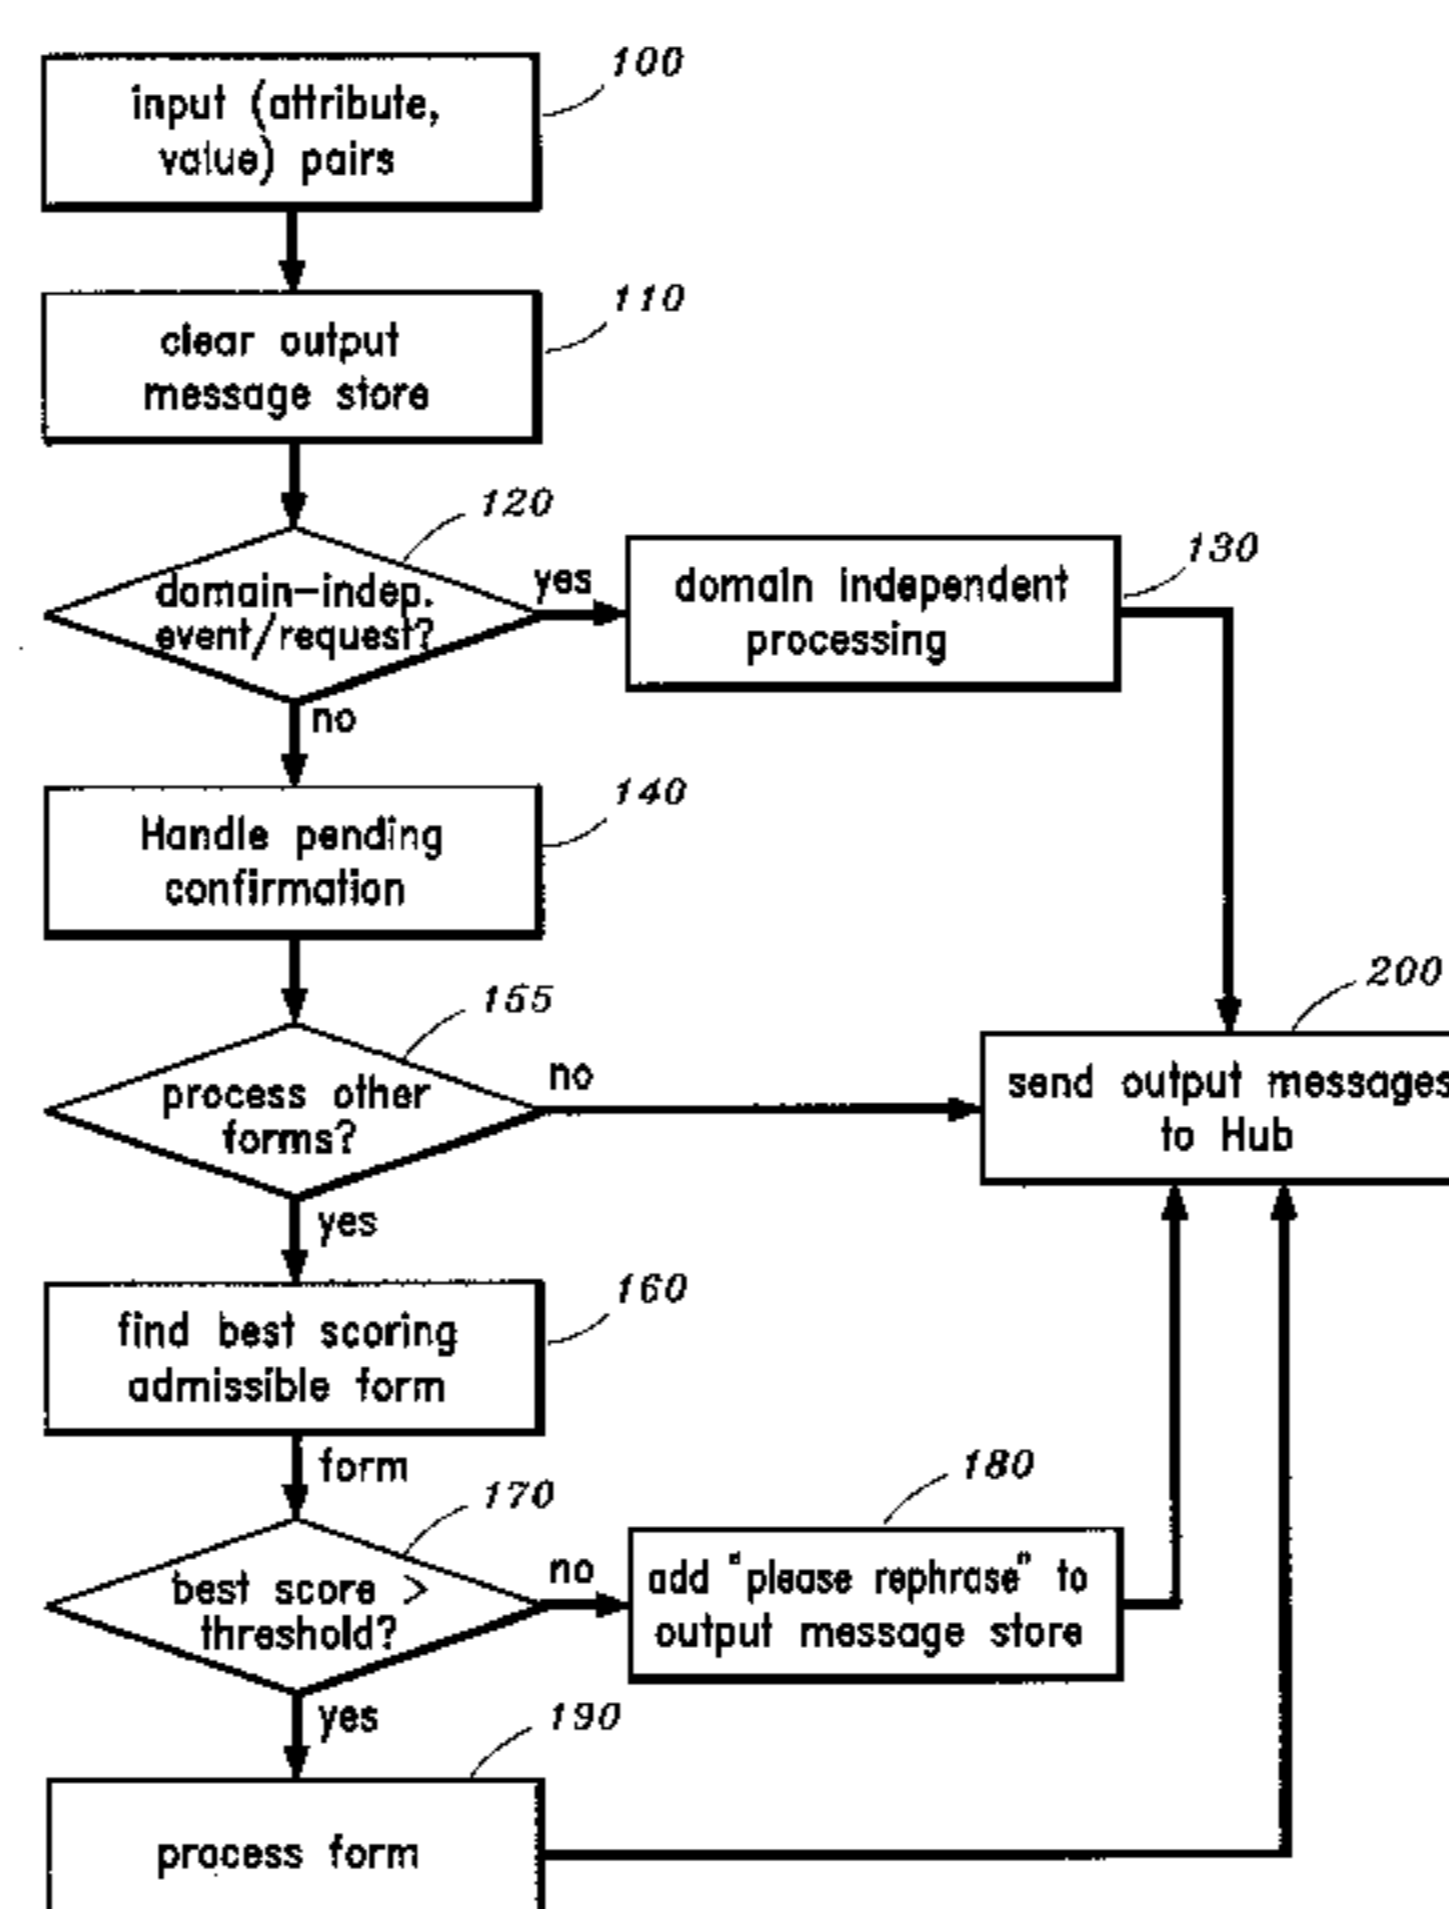 100
input (attribute,
value) pairs
110
clear output
message store
120
domain-indep.
event/request?
yes
130
domain independent
processing
no
140
Handle pending
confirmation
155
process other
forms?
no
200
send output messages
to Hub
yes
160
find best scoring
admissible form
form
170
best score >
threshold?
no
180
add "please rephrase" to
output message store
yes
190
process form